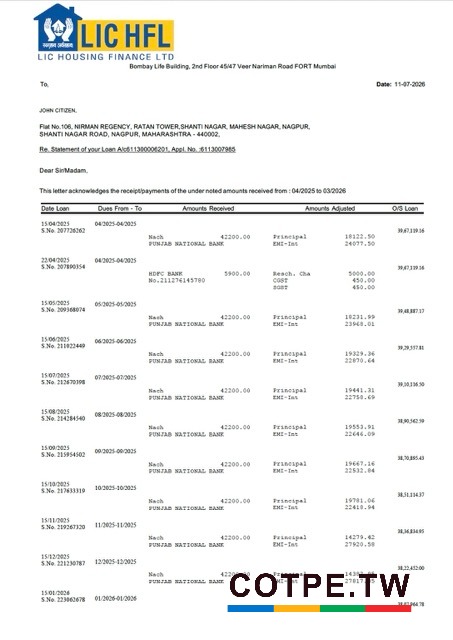 LIC HFL
LIC HOUSING FINANCE LTD
Bombay Life Building, 2nd Floor 45/47 Veer Nariman Road FORT Mumbai
To,
Date: 11-07-2026
JOHN CITIZEN,
Flat No.106, NIRMAN REGENCY, RATAN TOWER,SHANTI NAGAR, MAHESH NAGAR, NAGPUR,
SHANTI NAGAR ROAD, NAGPUR, MAHARASHTRA - 440002,
Re. Statement of your Loan A/c611300006201, Appl. No. :6113007985
Dear Sir/Madam,
This letter acknowledges the receipt/payments of the under noted amounts received from : 04/2025 to 03/2026
Date Loan Dues From - To Amounts Received Amounts Adjusted O/S Loan
15/04/2025 04/2025-04/2025 39,67,119.16
S.No. 207726262
Nach 42200.00 Principal 18122.50
PUNJAB NATIONAL BANK EMI-Int 24077.50
22/04/2025 04/2025-04/2025 39,67,119.16
S.No. 207890354
HDFC BANK 5900.00 Resch. Cha 5000.00
No.211276145780 CGST 450.00
SGST 450.00
15/05/2025 05/2025-05/2025 39,48,887.17
S.No. 209568074
Nach 42200.00 Principal 18231.99
PUNJAB NATIONAL BANK EMI-Int 23968.01
15/06/2025 06/2025-06/2025 39,29,557.81
S.No. 211022449
Nach 42200.00 Principal 19329.36
PUNJAB NATIONAL BANK EMI-Int 22870.64
15/07/2025 07/2025-07/2025 39,10,116.50
S.No. 212670398
Nach 42200.00 Principal 19441.31
PUNJAB NATIONAL BANK EMI-Int 22758.69
15/08/2025 08/2025-08/2025 38,90,562.59
S.No. 214284540
Nach 42200.00 Principal 19553.91
PUNJAB NATIONAL BANK EMI-Int 22646.09
15/09/2025 09/2025-09/2025 38,70,895.43
S.No. 215954502
Nach 42200.00 Principal 19667.16
PUNJAB NATIONAL BANK EMI-Int 22532.84
15/10/2025 10/2025-10/2025 38,51,114.37
S.No. 217633319
Nach 42200.00 Principal 19781.06
PUNJAB NATIONAL BANK EMI-Int 22418.94
15/11/2025 11/2025-11/2025 38,36,834.95
S.No. 219267320
Nach 42200.00 Principal 14279.42
PUNJAB NATIONAL BANK EMI-Int 27920.58
15/12/2025 12/2025-12/2025 38,22,452.00
S.No. 221230787
Nach 42200.00 Principal
PUNJAB NATIONAL BANK EMI-Int
15/01/2026 01/2026-01/2026
S.No. 223062678
COTPE.TW